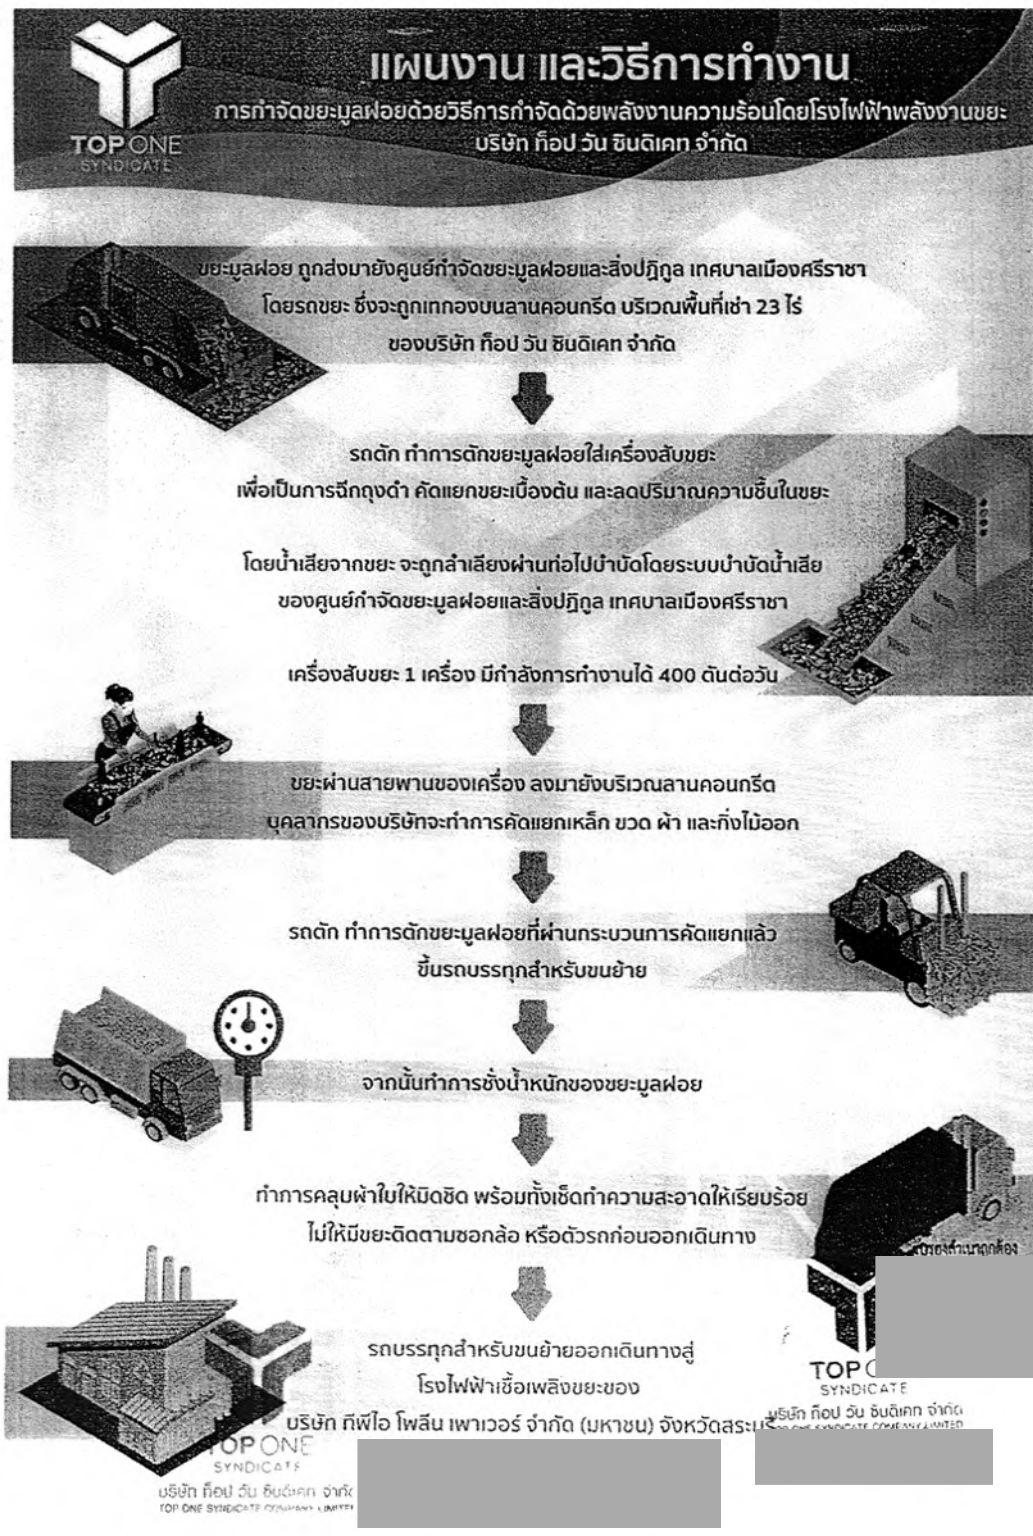 แผนงาน และวิธีการทำงาน
การกำจัดขยะมูลฝอยด้วยวิธีการกำจัดด้วยพลังงานความร้อนโดยโรงไฟฟ้าพลังงานขยะ
บริษัท ท็อป วัน ซินดิเคท จำกัด
TOP ONE
SYNDICATE
ขยะมูลฝอย ถูกส่งมายังศูนย์กำจัดขยะมูลฝอยและสิ่งปฏิกูล เทศบาลเมืองศรีราชา
โดยรถขยะ ซึ่งจะถูกเทกองบนลานคอนกรีต บริเวณพื้นที่เช่า 23 ไร่
ของบริษัท ท็อป วัน ซินดิเคท จำกัด
รถตัก ทำการตักขยะมูลฝอยใส่เครื่องสับขยะ
เพื่อเป็นการฉีกถุงดำ คัดแยกขยะเบื้องต้น และลดปริมาณความชื้นในขยะ
โดยน้ำเสียจากขยะ จะถูกลำเลียงผ่านท่อไปบำบัดโดยระบบบำบัดน้ำเสีย
ของศูนย์กำจัดขยะมูลฝอยและสิ่งปฏิกูล เทศบาลเมืองศรีราชา
เครื่องสับขยะ 1 เครื่อง มีกำลังการทำงานได้ 400 ตันต่อวัน
ขยะผ่านสายพานของเครื่อง ลงมายังบริเวณลานคอนกรีต
บุคลากรของบริษัทจะทำการคัดแยกเหล็ก ขวด ผ้า และกิ่งไม้ออก
รถตัก ทำการตักขยะมูลฝอยที่ผ่านกระบวนการคัดแยกแล้ว
ขึ้นรถบรรทุกสำหรับขนย้าย
จากนั้นทำการชั่งน้ำหนักของขยะมูลฝอย
ทำการคลุมผ้าใบให้มิดชิด พร้อมทั้งเช็ดทำความสะอาดให้เรียบร้อย
ไม่ให้มีขยะติดตามซอกล้อ หรือตัวรถก่อนออกเดินทาง
รถบรรทุกสำหรับขนย้ายออกเดินทางสู่
โรงไฟฟ้าเชื้อเพลิงขยะของ
บริษัท ทีพีไอ โพลีน เพาเวอร์ จำกัด (มหาชน) จังหวัดสระบุรี
TOP
SYNDICATE
บริษัท ท็อป วัน ซินดิเคท จำกัด
TOP ONE
SYNDICATE
บริษัท ท็อป วัน ซินดิเคท จำกัด
TOP ONE SYNDICATE COMPANY LIMITED